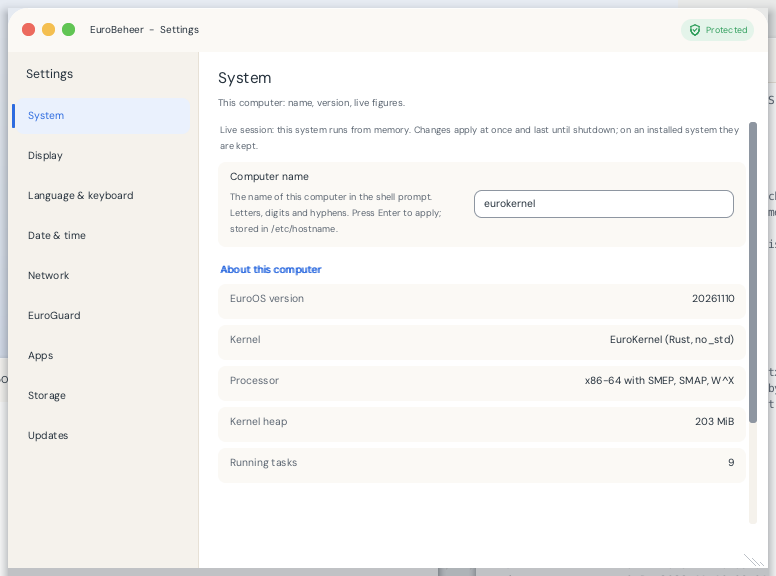 EuroBeheer - Settings
Protected
Settings
System
Display
Language & keyboard
Date & time
Network
EuroGuard
Apps
Storage
Updates
System
This computer: name, version, live figures.
Live session: this system runs from memory. Changes apply at once and last until shutdown; on an installed system they
are kept.
Computer name
The name of this computer in the shell prompt.
Letters, digits and hyphens. Press Enter to apply;
stored in /etc/hostname.
eurokernel
About this computer
EuroOS version
20261110
Kernel
EuroKernel (Rust, no_std)
Processor
x86-64 with SMEP, SMAP, W^X
Kernel heap
203 MiB
Running tasks
9